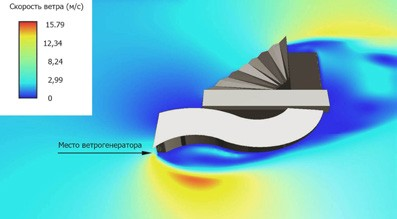 Скорость ветра (м/с)
15.79
12,34
8,24
2,99
0
Место ветрогенератора